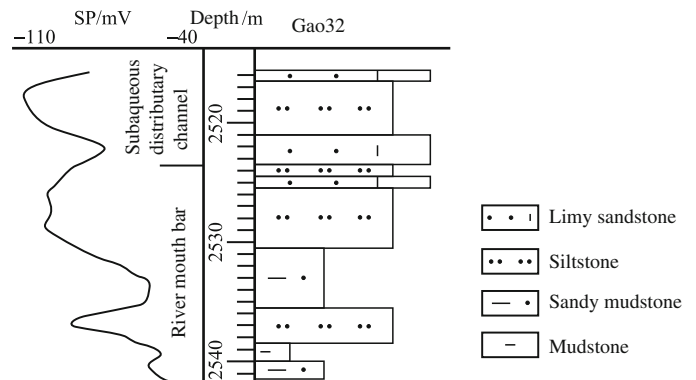 SP/mV Depth/m Gao32
−110 −40
Subaqueous
distributary
channel
River mouth bar
2520
2530
2540
Limy sandstone
Siltstone
Sandy mudstone
Mudstone